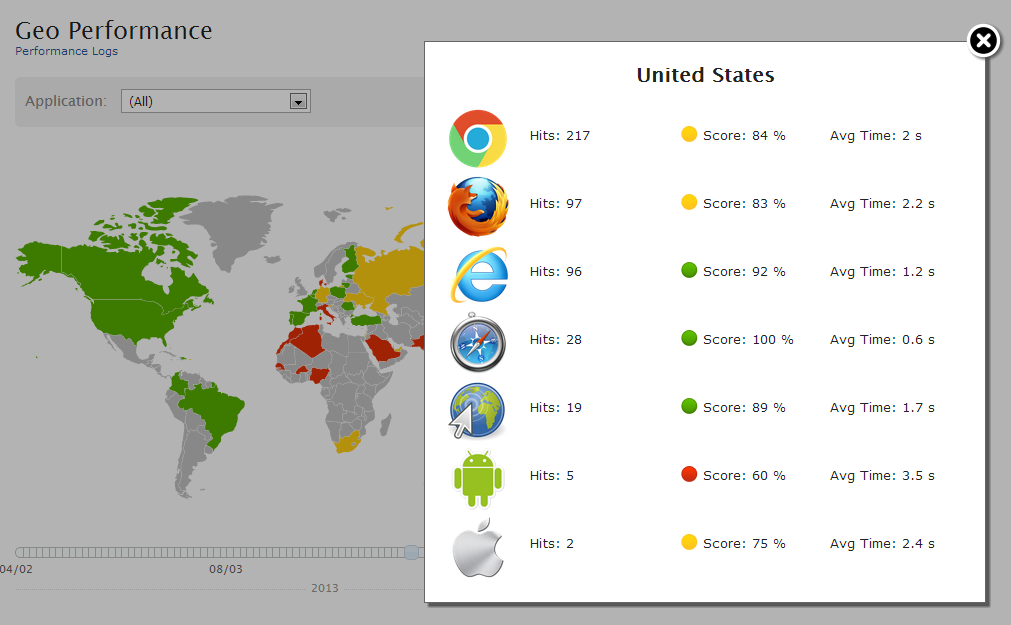 Geo Performance
Performance Logs
Application: (All)
04/02
08/03
2013
United States
Hits: 217 Score: 84 % Avg Time: 2 s
Hits: 97 Score: 83 % Avg Time: 2.2 s
Hits: 96 Score: 92 % Avg Time: 1.2 s
Hits: 28 Score: 100 % Avg Time: 0.6 s
Hits: 19 Score: 89 % Avg Time: 1.7 s
Hits: 5 Score: 60 % Avg Time: 3.5 s
Hits: 2 Score: 75 % Avg Time: 2.4 s